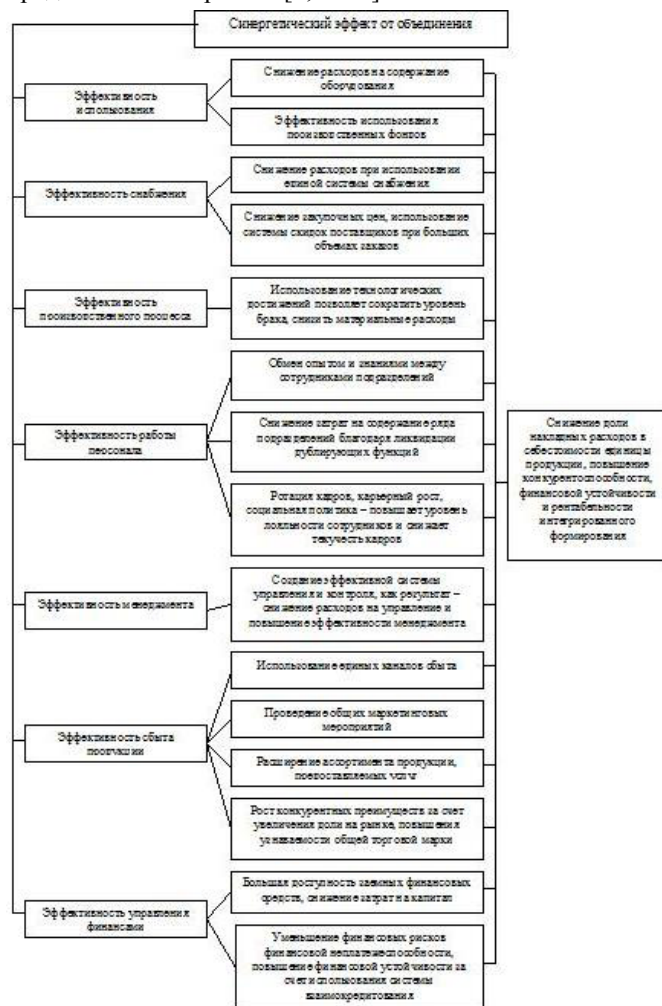 Синергетический эффект от объединения
Снижение расходов на содержание
оборудования
Эффективность
использования
Эффективность использования
производственных фондов
Снижение расходов при использовании
единой системы снабжения
Эффективность снабжения
Снижение закупочных цен, использование
системы скидок поставщиков при больших
объемах заказов
Эффективность
производственного процесса
Использование технологических
достижений позволяет сократить уровень
брака, снизить материальные расходы
Обмен опытом и знаниями между
сотрудниками подразделений
Эффективность работы
персонала
Снижение затрат на содержание ряда
подразделений благодаря ликвидации
дублирующих функций
Ротация кадров, карьерный рост,
социальная политика – повышает уровень
лояльности сотрудников и снижает
текучесть кадров
Снижение доли
накладных расходов в
себестоимости единицы
продукции, повышение
конкурентоспособности,
финансовой устойчивости
и рентабельности
интегрированного
формирования
Эффективность менеджмента
Создание эффективной системы
управления и контроля, как результат –
снижение расходов на управление и
повышение эффективности менеджмента
Использование единых каналов сбыта
Проведение общих маркетинговых
мероприятий
Эффективность сбыта
продукции
Расширение ассортимента продукции,
предоставляемых услуг
Рост конкурентных преимуществ за счет
увеличения доли на рынке, повышения
узнаваемости общей торговой марки
Большая доступность заемных финансовых
средств, снижение затрат на капитал
Эффективность управления
финансами
Уменьшение финансовых рисков
финансовой неплатежеспособности,
повышение финансовой устойчивости за
счет использования системы
взаимокредитования